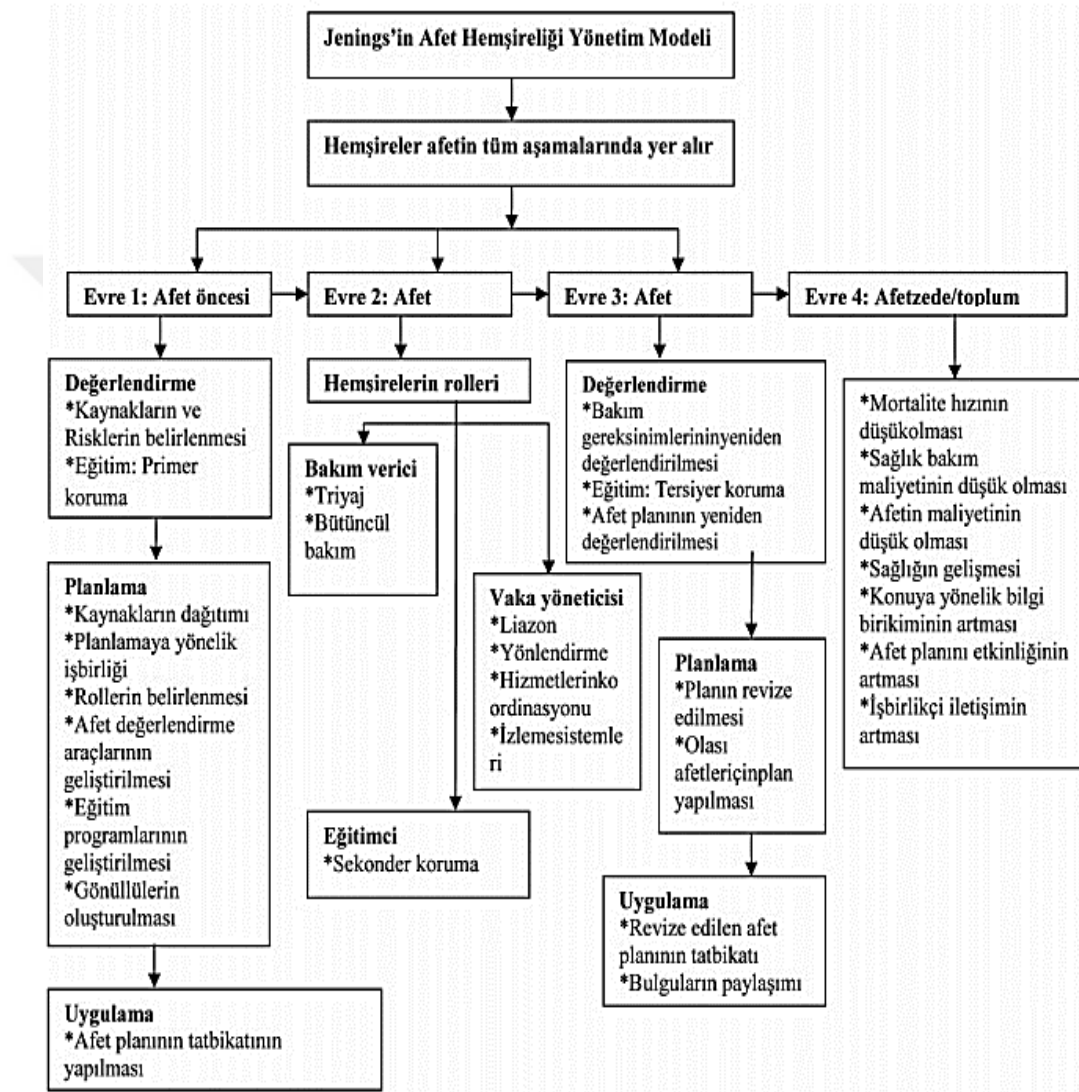 Jenings’in Afet Hemşireliği Yönetim Modeli
Hemşireler afetin tüm aşamalarında yer alır
Evre 1: Afet öncesi
Evre 2: Afet
Evre 3: Afet
Evre 4: Afetzede/toplum
Değerlendirme
*Kaynakların ve
Risklerin belirlenmesi
*Eğitim: Primer
koruma
Planlama
*Kaynakların dağıtımı
*Planlamaya yönelik
işbirliği
*Rollerin belirlenmesi
*Afet değerlendirme
araçlarının
geliştirilmesi
*Eğitim
programlarının
geliştirilmesi
*Gönüllülerin
oluşturulması
Uygulama
*Afet planının tatbikatının
yapılması
Hemşirelerin rolleri
Bakım verici
*Triyaj
*Bütüncül
bakım
Vaka yöneticisi
*Liazon
*Yönlendirme
*Hizmetlerinko
ordinasyonu
*İzlemesistemle
ri
Eğitimci
*Sekonder koruma
Değerlendirme
*Bakım
gereksinimlerininyeniden
değerlendirilmesi
*Eğitim: Tersiyer koruma
*Afet planının yeniden
değerlendirilmesi
Planlama
*Planın revize
edilmesi
*Olası
afetleriçinplan
yapılması
Uygulama
*Revize edilen afet
planının tatbikatı
*Bulguların paylaşımı
*Mortalite hızının
düşükolması
*Sağlık bakım
maliyetinin düşük olması
*Afetin maliyetinin
düşük olması
*Sağlığın gelişmesi
*Konuya yönelik bilgi
birikiminin artması
*Afet planını etkinliğinin
artması
*İşbirlikçi iletişimin
artması